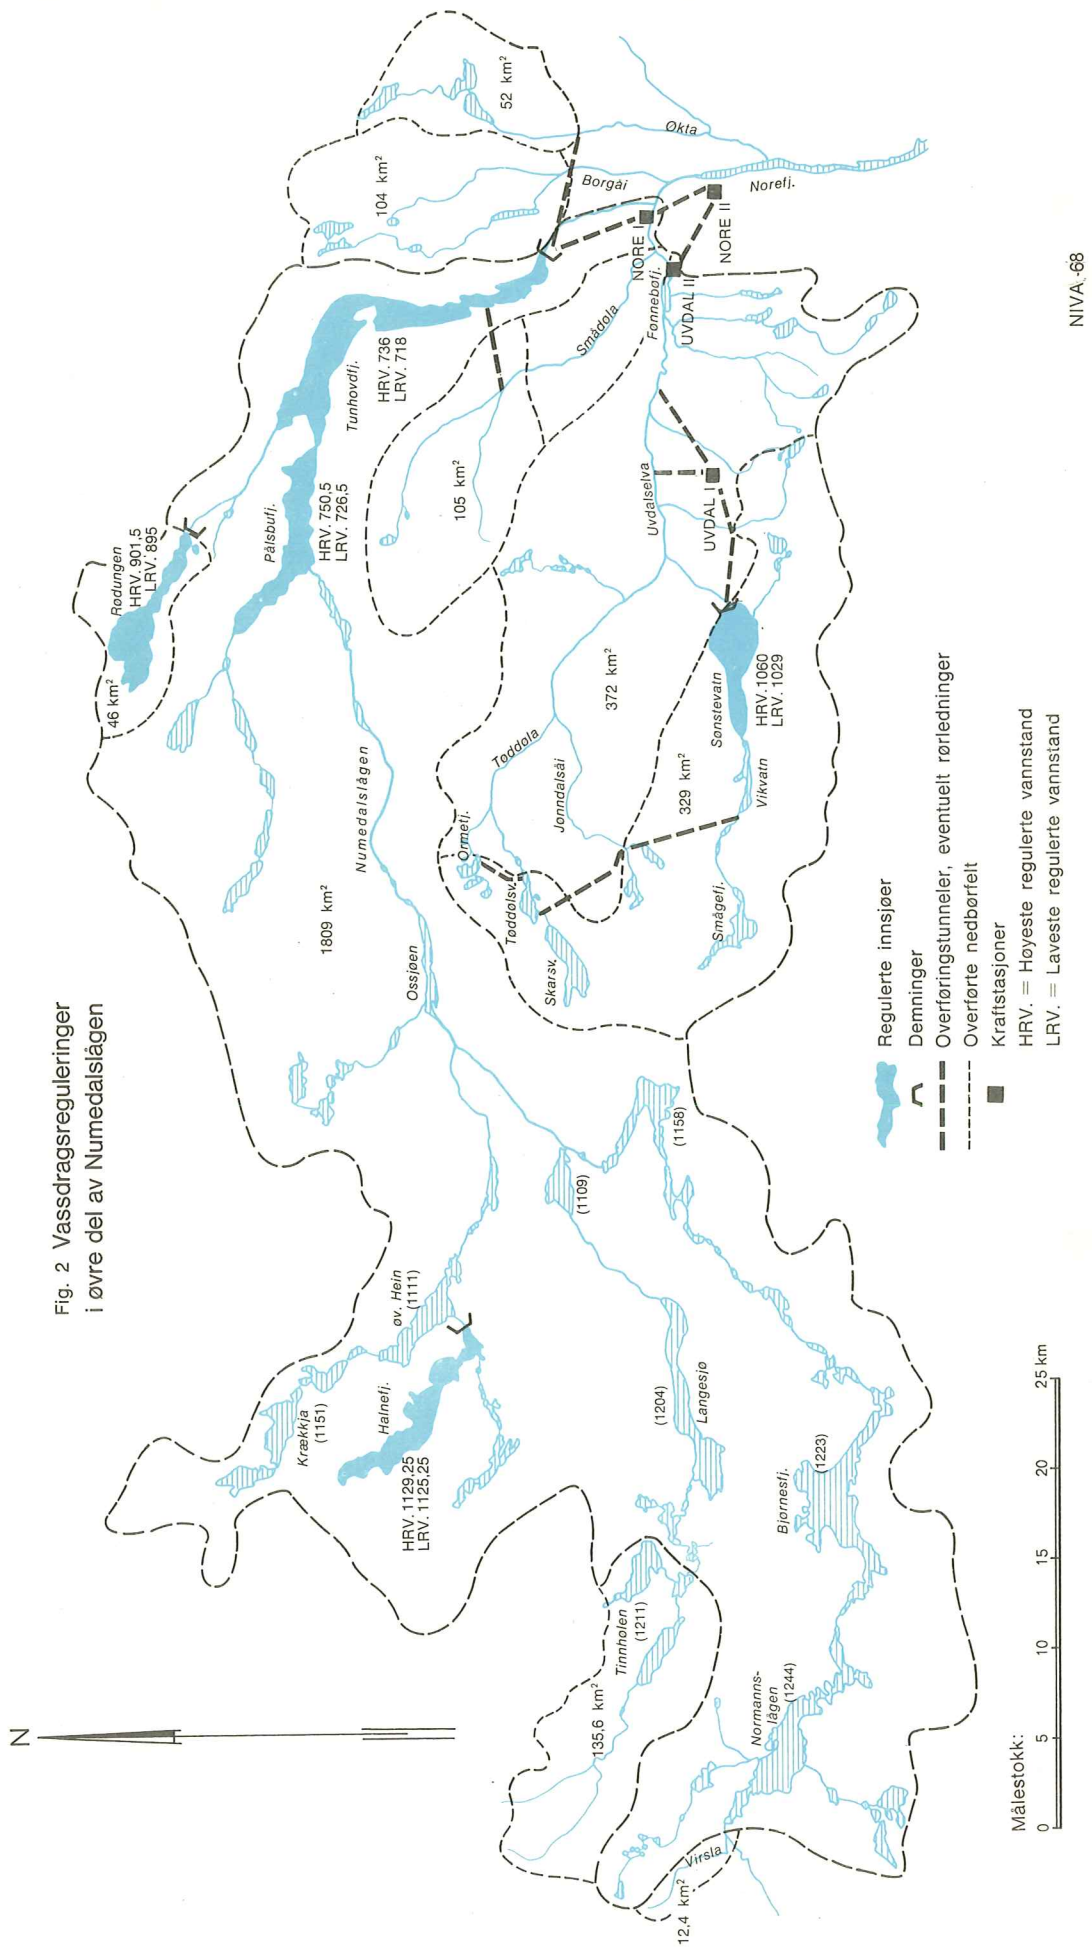 Fig. 2 Vassdragsreguleringer
i øvre del av Numedalslågen
N
Rødungen
HRV. 901,5
LRV. 895
46 km²
Pålsbufj.
HRV. 750,5
LRV. 726,5
Tunhovdfj.
HRV. 736
LRV. 718
104 km²
52 km²
Økta
Borgåi
Norefj.
NORE I
NORE II
Smådøla
Fønnebøfj.
UVDAL II
105 km²
Uvdalselva
UVDAL I
Numedalslågen
1809 km²
372 km²
Tøddøla
Jønndalsåi
Ormetj.
Tøddølsv.
Skarsv.
329 km²
Sønstevatn
HRV. 1060
LRV. 1029
Vikvatn
Smågefj.
Ossjøen
(1158)
(1109)
øv. Hein
(1111)
Krækkja
(1151)
Halnefj.
HRV. 1129,25
LRV. 1125,25
(1204)
Langesjø
Bjørnesfj.
(1223)
Tinnhølen
(1211)
135,6 km²
Normanns-
lågen
(1244)
Virsla
12,4 km²
Regulerte innsjøer
Demninger
Overføringstunneler, eventuelt rørledninger
Overførte nedbørfelt
Kraftstasjoner
HRV. = Høyeste regulerte vannstand
LRV. = Laveste regulerte vannstand
Målestokk:
0 5 10 15 20 25 km
NIVA-68